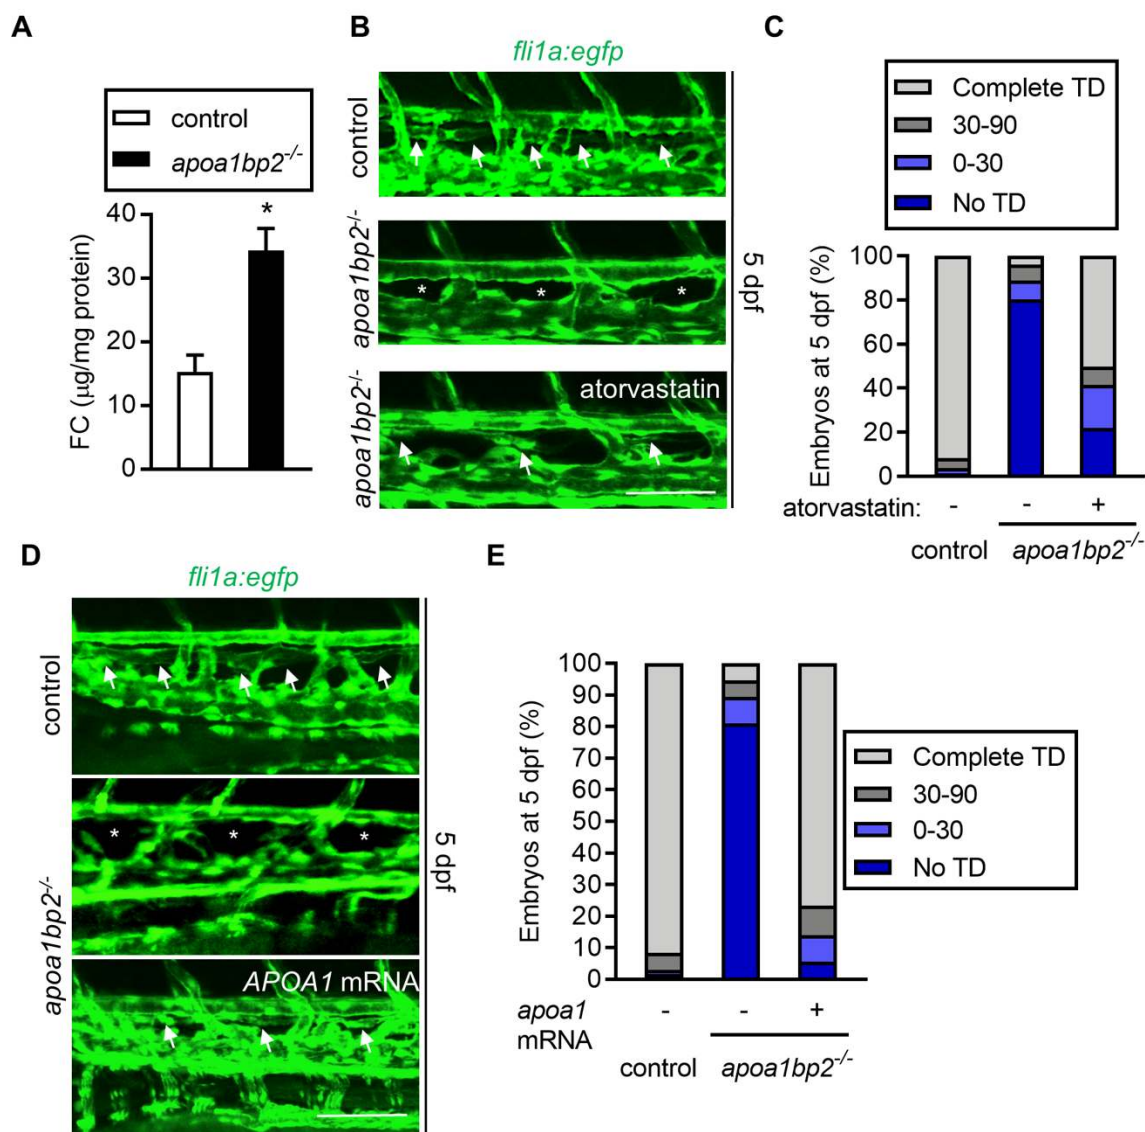 A
control
apoa1bp2-/-
*
FC (μg/mg protein)
40
30
20
10
0
B
fli1a:egfp
control
apoa1bp2-/-
* * *
apoa1bp2-/-
atorvastatin
5 dpf
C
Complete TD
30-90
0-30
No TD
Embryos at 5 dpf (%)
100
80
60
40
20
0
atorvastatin: - - +
control apoa1bp2-/-
D
fli1a:egfp
control
* * *
apoa1bp2-/-
APOA1 mRNA
5 dpf
E
Embryos at 5 dpf (%)
100
90
80
70
60
50
40
30
20
10
0
Complete TD
30-90
0-30
No TD
apoa1 - - +
mRNA
control apoa1bp2-/-